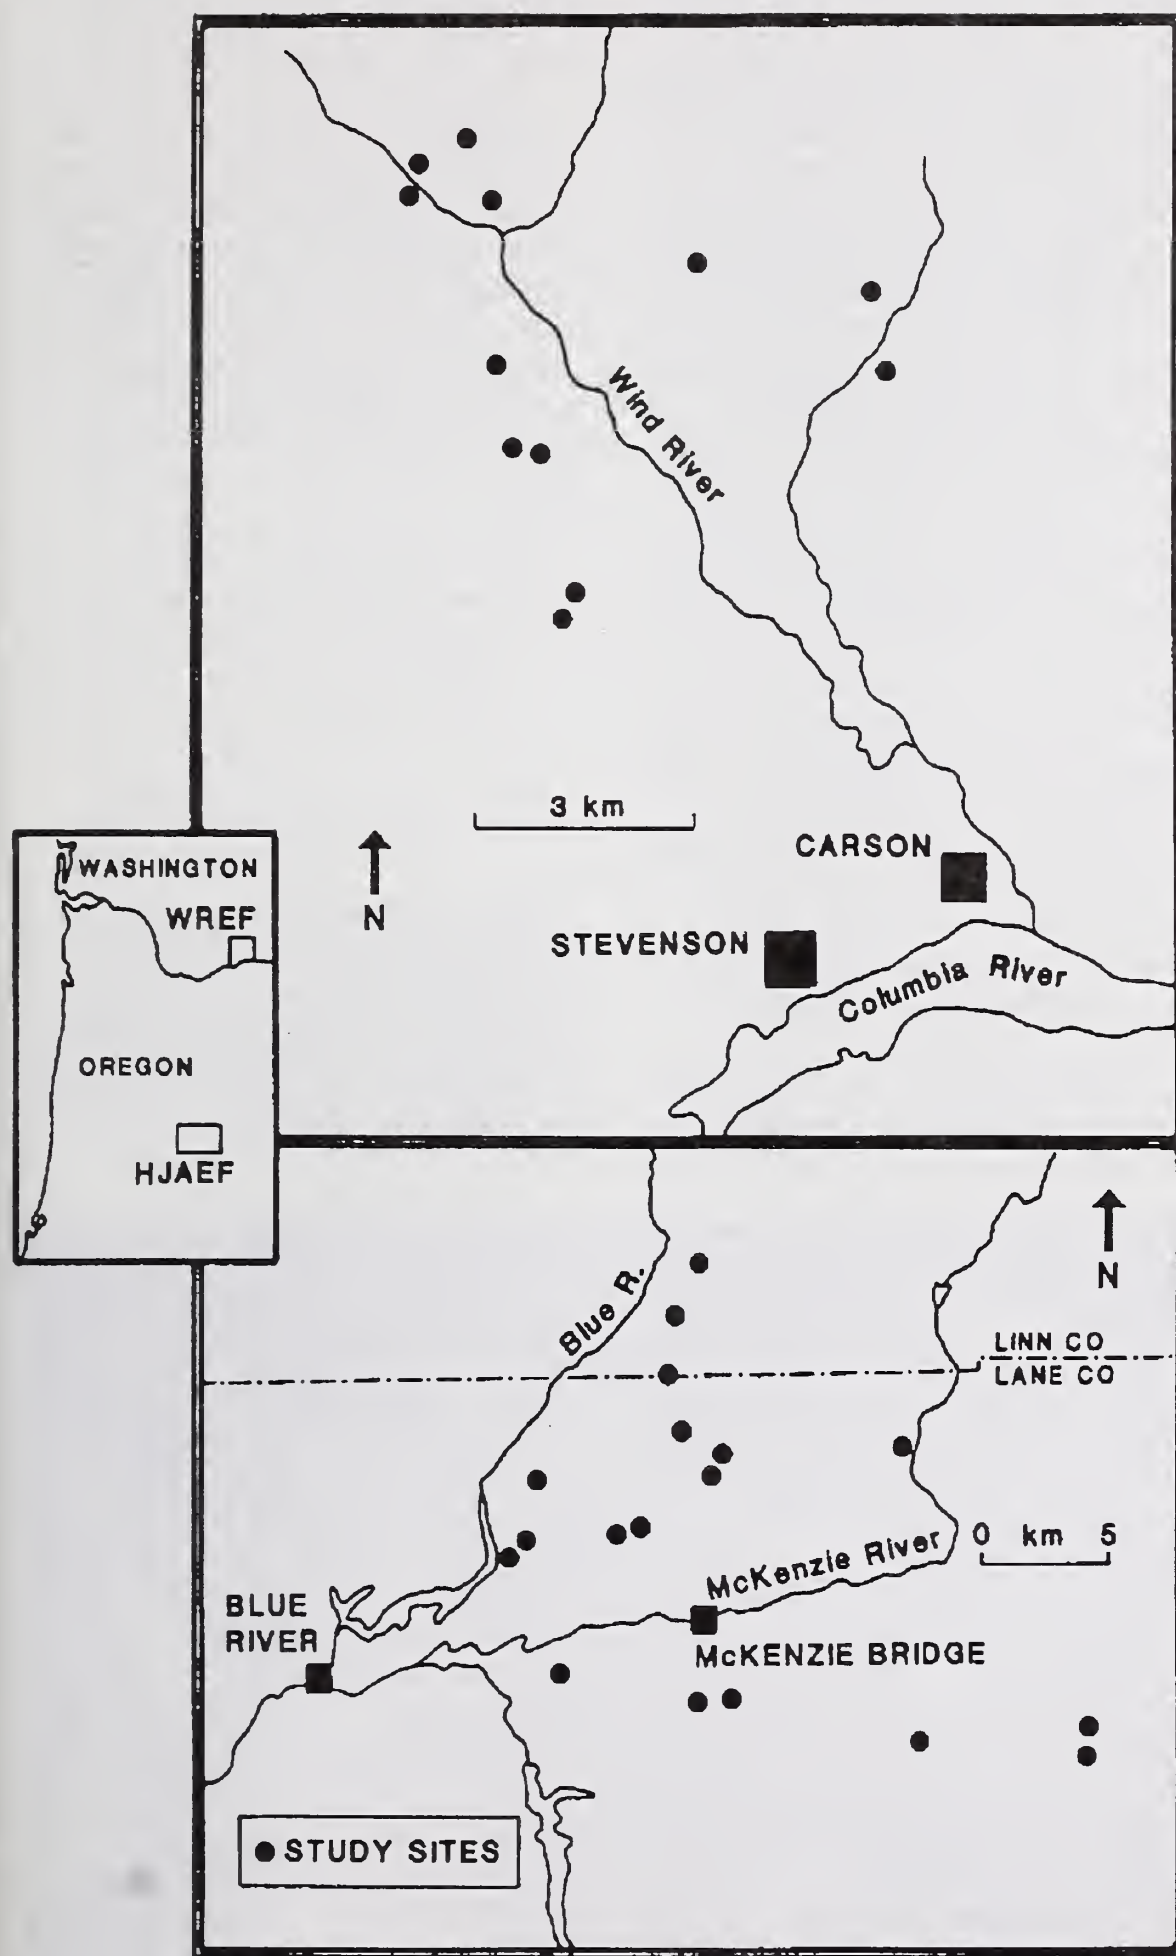 Wind River
3 km
N
CARSON
STEVENSON
Columbia River
WASHINGTON
WREF
OREGON
HJAEF
Blue R.
N
LINN CO
LANE CO
0 km 5
McKenzie River
BLUE
RIVER
McKENZIE BRIDGE
STUDY SITES